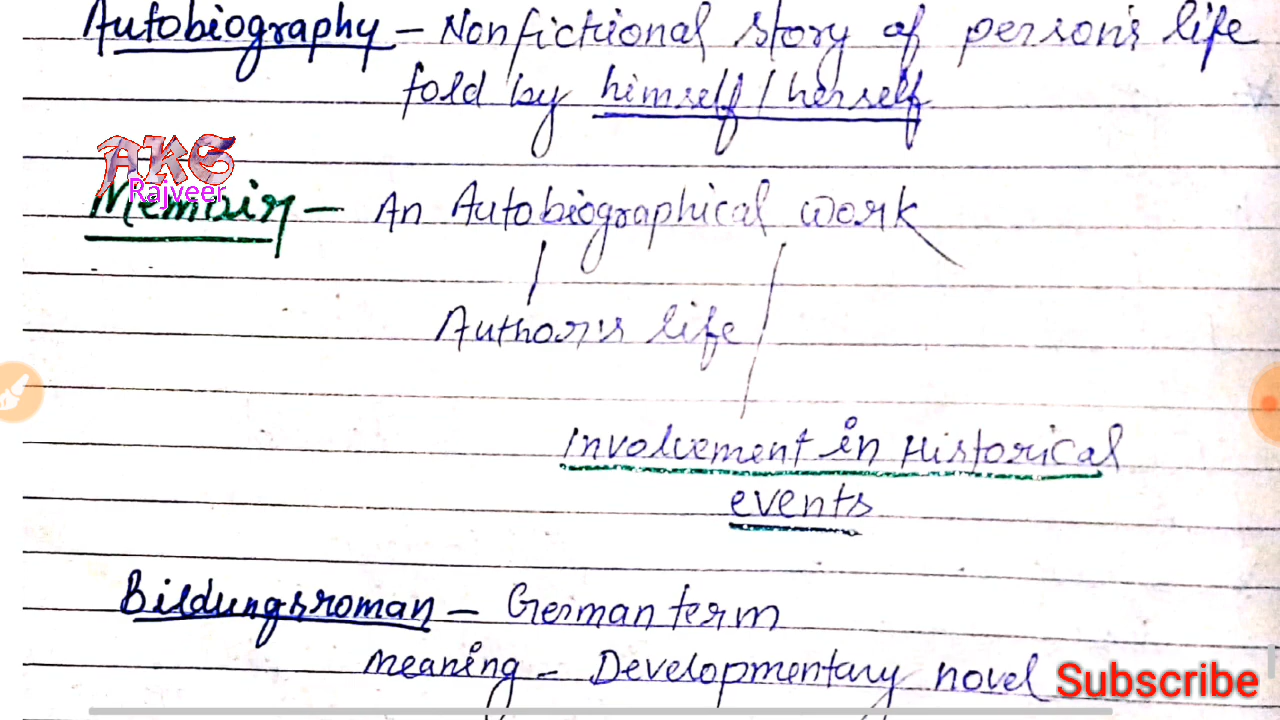 Autobiography - Nonfictional story of person's life
told by himself/herself
AKS
Rajveer
Memoir - An Autobiographical work
Author's life
Involvement in Historical
events
Bildungsroman - German term
meaning - Developmentary novel
Subscribe